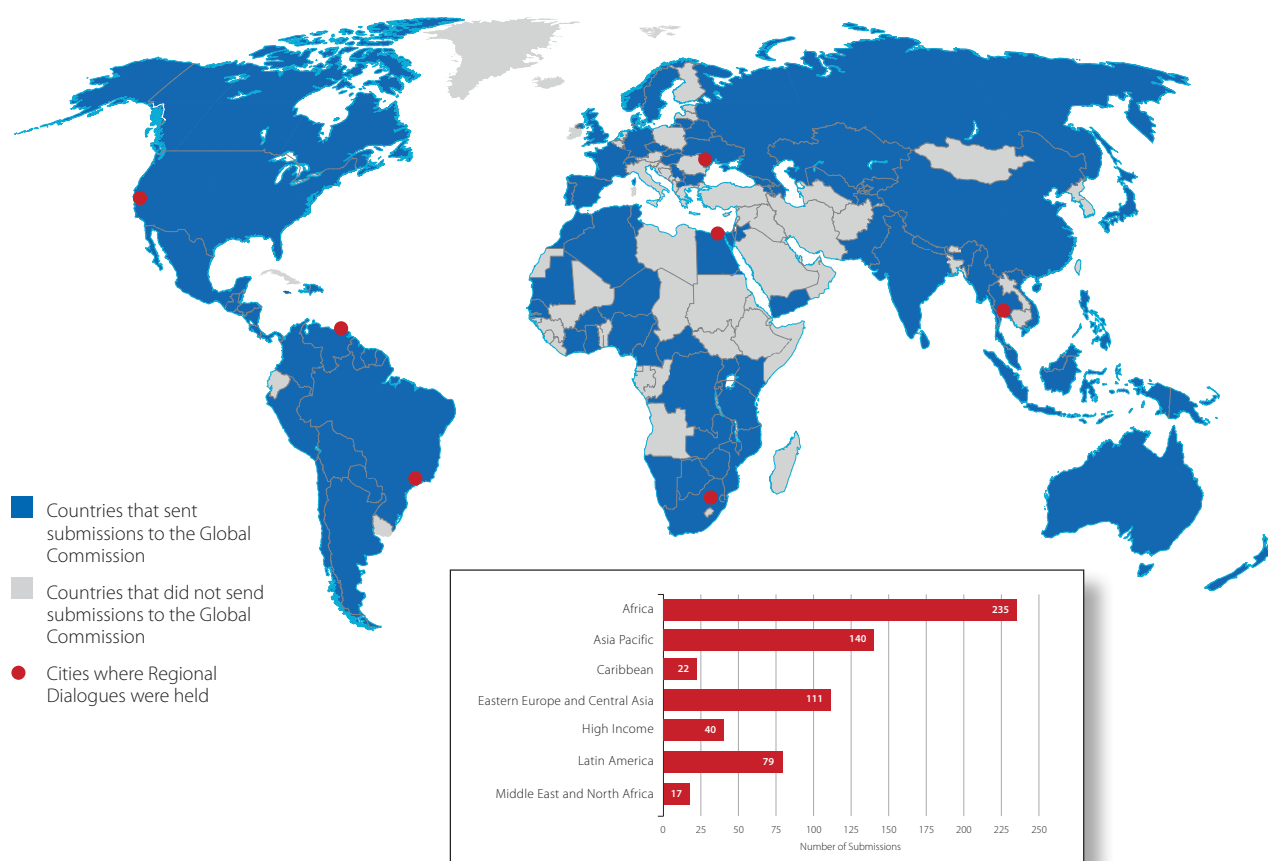 Countries that sent
submissions to the Global
Commission
Countries that did not send
submissions to the Global
Commission
Cities where Regional
Dialogues were held
Africa 235
Asia Pacific 140
Caribbean 22
Eastern Europe and Central Asia 111
High Income 40
Latin America 79
Middle East and North Africa 17
0 25 50 75 100 125 150 175 200 225 250
Number of Submissions